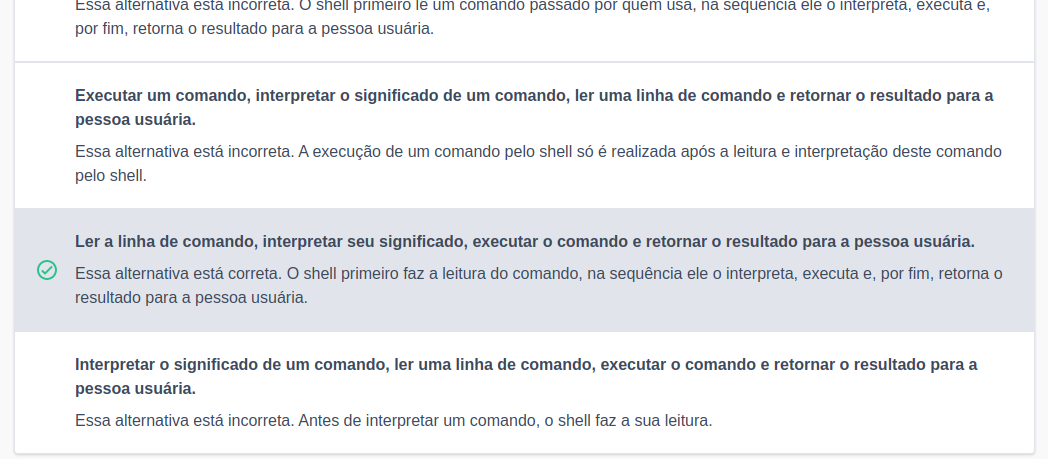 Essa alternativa está incorreta. O shell primeiro lê um comando passado por quem usa, na sequência ele o interpreta, executa e,
por fim, retorna o resultado para a pessoa usuária.
Executar um comando, interpretar o significado de um comando, ler uma linha de comando e retornar o resultado para a
pessoa usuária.
Essa alternativa está incorreta. A execução de um comando pelo shell só é realizada após a leitura e interpretação deste comando
pelo shell.
Ler a linha de comando, interpretar seu significado, executar o comando e retornar o resultado para a pessoa usuária.
Essa alternativa está correta. O shell primeiro faz a leitura do comando, na sequência ele o interpreta, executa e, por fim, retorna o
resultado para a pessoa usuária.
Interpretar o significado de um comando, ler uma linha de comando, executar o comando e retornar o resultado para a
pessoa usuária.
Essa alternativa está incorreta. Antes de interpretar um comando, o shell faz a sua leitura.